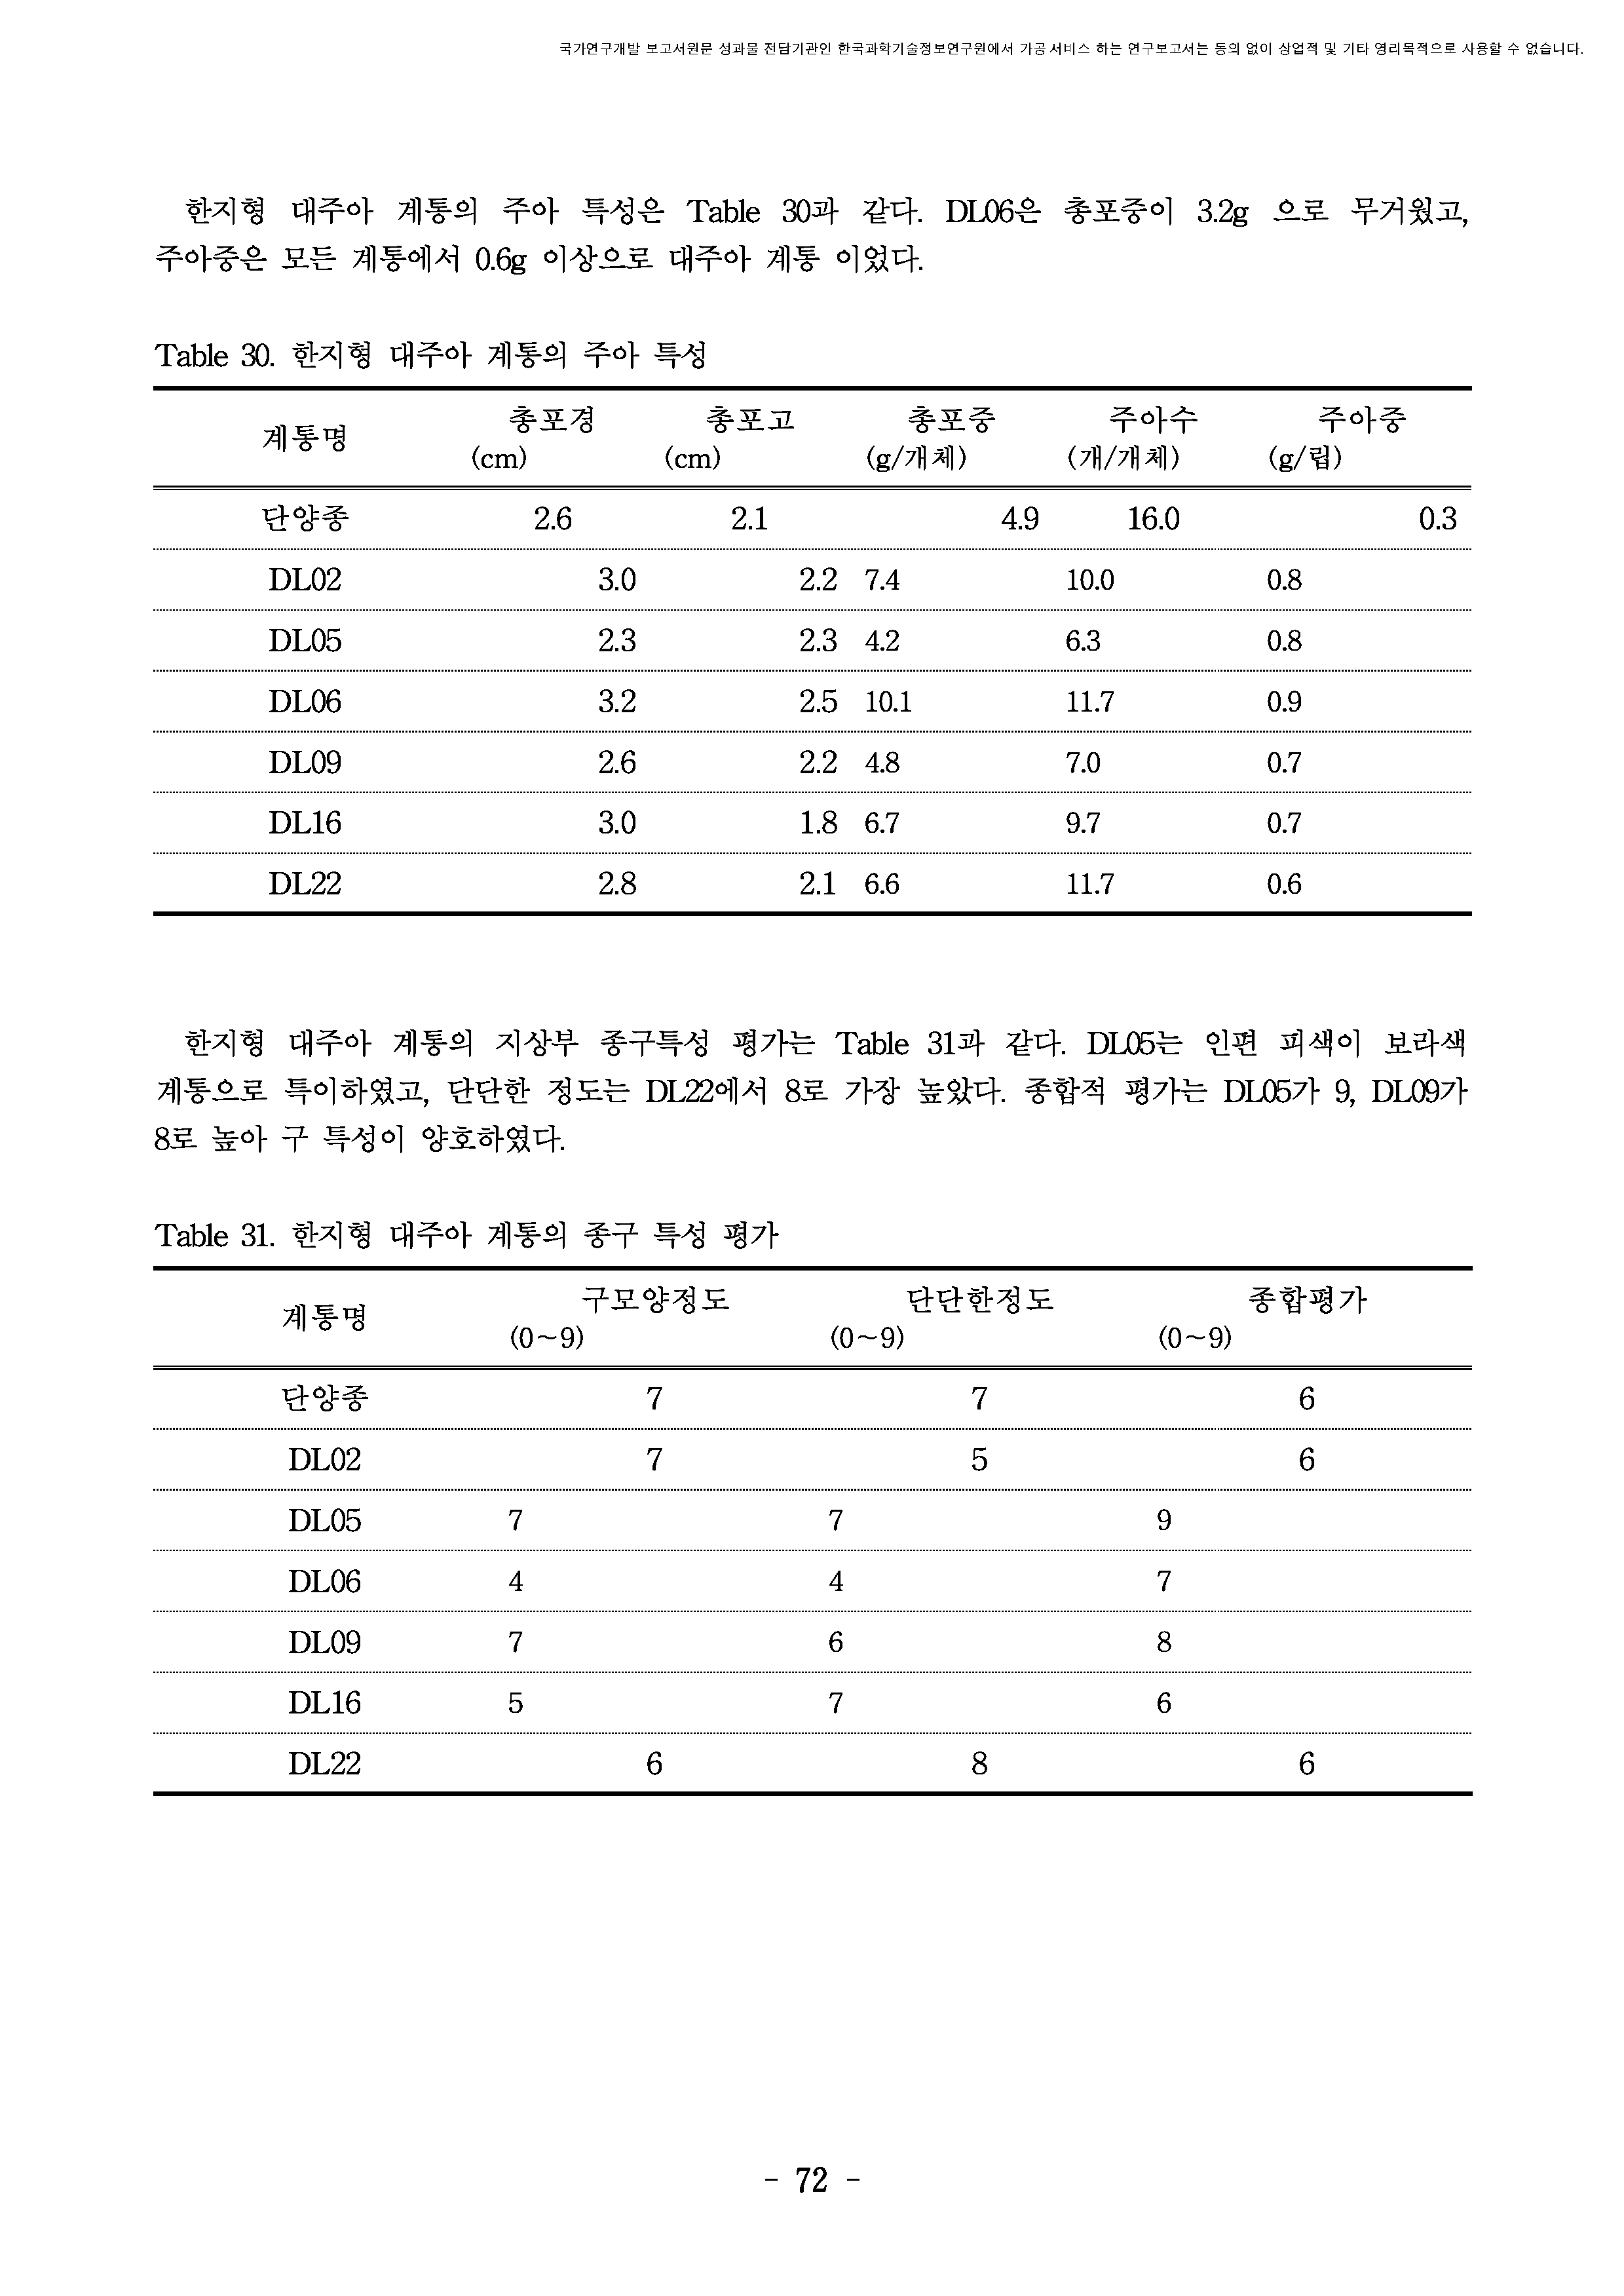 국가연구개발 보고서원문 성과물 전담기관인 한국과학기술정보연구원에서 가공·서비스 하는 연구보고서는 동의 없이 상업적 및 기타 영리목적으로 사용할 수 없습니다.
한지형 대주아 계통의 주아 특성은 Table 30과 같다. DL06은 총포중이 3.2g 으로 무거웠고,
주아중은 모든 계통에서 0.6g 이상으로 대주아 계통 이었다.
Table 30. 한지형 대주아 계통의 주아 특성
계통명 총포경 (cm) 총포고 (cm) 총포중 (g/개체) 주아수 (개/개체) 주아중 (g/립)
단양종 2.6 2.1 4.9 16.0 0.3
DL02 3.0 2.2 7.4 10.0 0.8
DL05 2.3 2.3 4.2 6.3 0.8
DL06 3.2 2.5 10.1 11.7 0.9
DL09 2.6 2.2 4.8 7.0 0.7
DL16 3.0 1.8 6.7 9.7 0.7
DL22 2.8 2.1 6.6 11.7 0.6
한지형 대주아 계통의 지상부 종구특성 평가는 Table 31과 같다. DL05는 인편 피색이 보라색
계통으로 특이하였고, 단단한 정도는 DL22에서 8로 가장 높았다. 종합적 평가는 DL05가 9, DL09가
8로 높아 구 특성이 양호하였다.
Table 31. 한지형 대주아 계통의 종구 특성 평가
계통명 구모양정도 (0~9) 단단한정도 (0~9) 종합평가 (0~9)
단양종 7 7 6
DL02 7 5 6
DL05 7 7 9
DL06 4 4 7
DL09 7 6 8
DL16 5 7 6
DL22 6 8 6
- 72 -